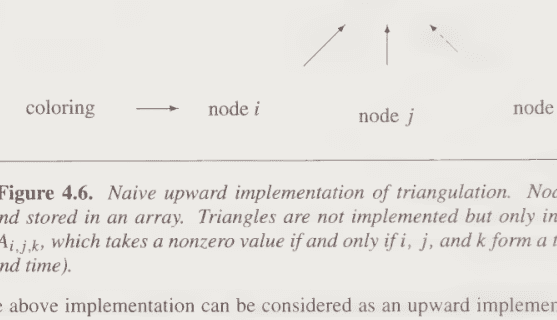 coloring node i node j node
Figure 4.6. Naive upward implementation of triangulation.
nd stored in an array. Triangles are not implemented but only in
A_{i,j,k}, which takes a nonzero value if and only if i, j, and k form a t
nd time).
e above implementation can be considered as an upward implemen